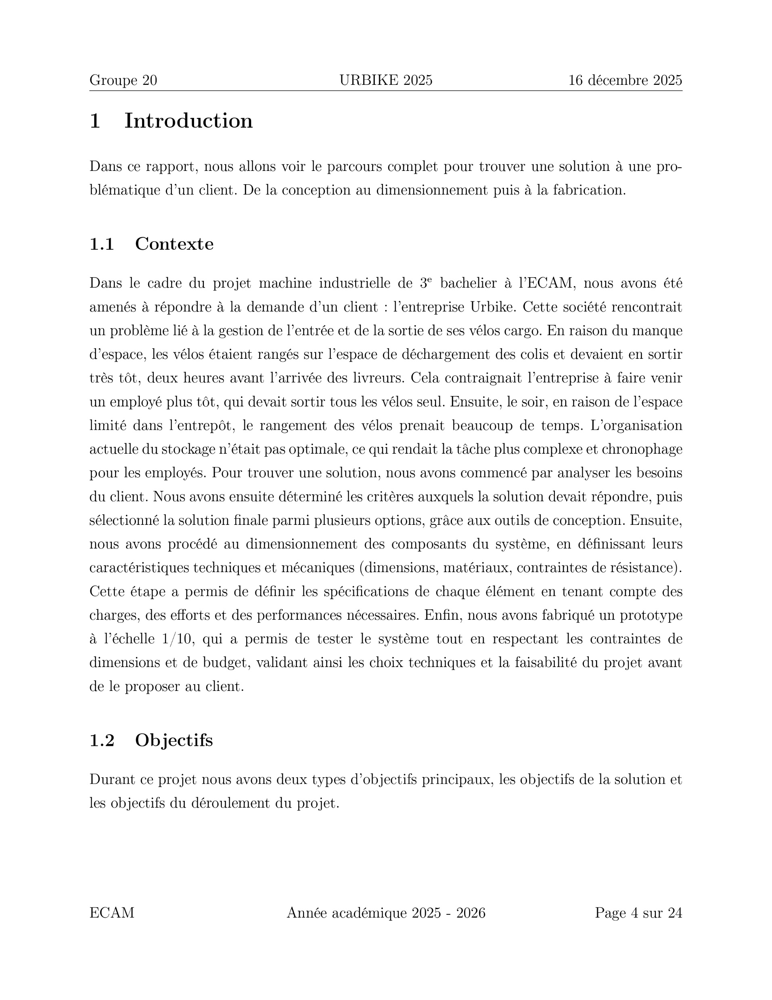 Groupe 20 URBIKE 2025 16 décembre 2025
1 Introduction
Dans ce rapport, nous allons voir le parcours complet pour trouver une solution à une pro-
blématique d'un client. De la conception au dimensionnement puis à la fabrication.
1.1 Contexte
Dans le cadre du projet machine industrielle de 3e bachelier à l'ECAM, nous avons été
amenés à répondre à la demande d'un client : l'entreprise Urbike. Cette société rencontrait
un problème lié à la gestion de l'entrée et de la sortie de ses vélos cargo. En raison du manque
d'espace, les vélos étaient rangés sur l'espace de déchargement des colis et devaient en sortir
très tôt, deux heures avant l'arrivée des livreurs. Cela contraignait l'entreprise à faire venir
un employé plus tôt, qui devait sortir tous les vélos seul. Ensuite, le soir, en raison de l'espace
limité dans l'entrepôt, le rangement des vélos prenait beaucoup de temps. L'organisation
actuelle du stockage n'était pas optimale, ce qui rendait la tâche plus complexe et chronophage
pour les employés. Pour trouver une solution, nous avons commencé par analyser les besoins
du client. Nous avons ensuite déterminé les critères auxquels la solution devait répondre, puis
sélectionné la solution finale parmi plusieurs options, grâce aux outils de conception. Ensuite,
nous avons procédé au dimensionnement des composants du système, en définissant leurs
caractéristiques techniques et mécaniques (dimensions, matériaux, contraintes de résistance).
Cette étape a permis de définir les spécifications de chaque élément en tenant compte des
charges, des efforts et des performances nécessaires. Enfin, nous avons fabriqué un prototype
à l'échelle 1/10, qui a permis de tester le système tout en respectant les contraintes de
dimensions et de budget, validant ainsi les choix techniques et la faisabilité du projet avant
de le proposer au client.
1.2 Objectifs
Durant ce projet nous avons deux types d'objectifs principaux, les objectifs de la solution et
les objectifs du déroulement du projet.
ECAM Année académique 2025 - 2026 Page 4 sur 24